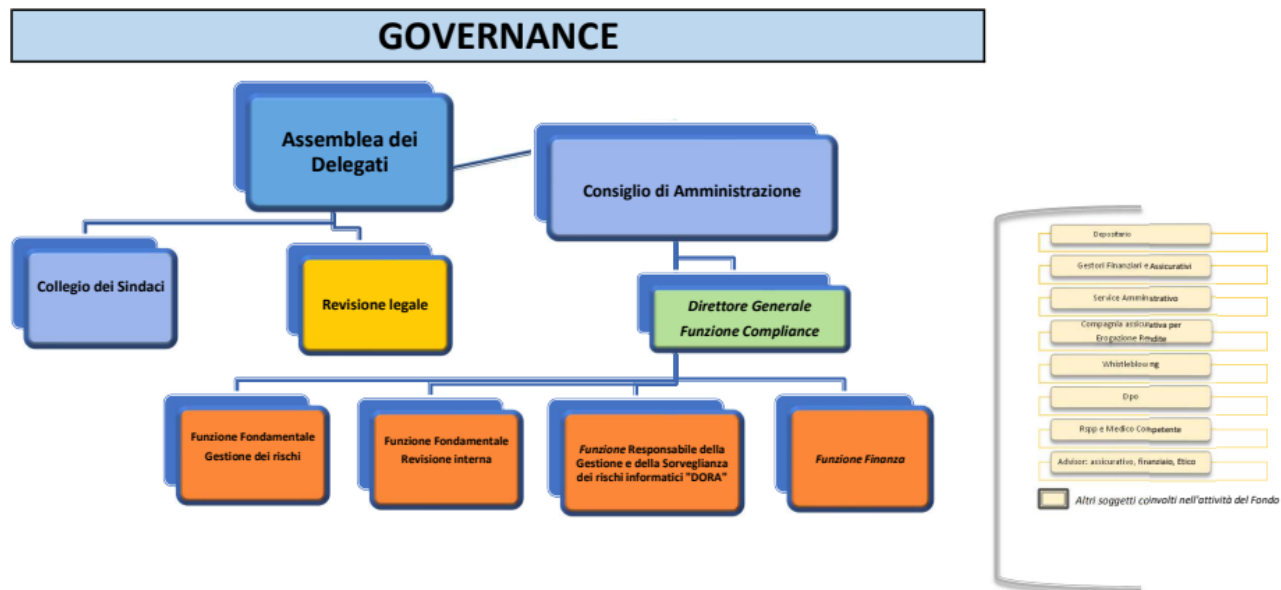 GOVERNANCE
Assemblea dei
Delegati
Consiglio di Amministrazione
Collegio dei Sindaci
Revisione legale
Direttore Generale
Funzione Compliance
Funzione Fondamentale
Gestione dei rischi
Funzione Fondamentale
Revisione interna
Funzione Responsabile della
Gestione e della Sorveglianza
dei rischi informatici "DORA"
Funzione Finanza
Depositario
Gestori Finanziari e Assicurativi
Service Amministrativo
Compagnia assicurativa per
Erogazione Rendite
Whistleblowing
Dpo
Rspp e Medico Competente
Advisor: assicurativo, finanziaio, Etico
Altri soggetti coinvolti nell'attività del Fondo